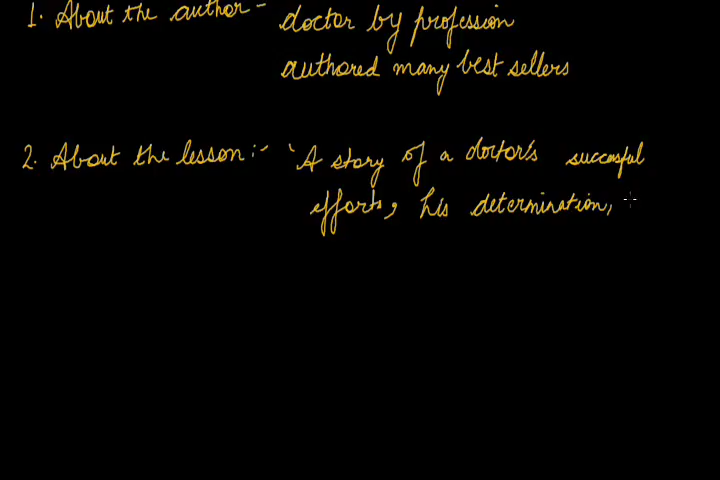 1. About the author - doctor by profession
authored many best sellers
2. About the lesson :- 'A story of a doctor's succesful
efforts, his determination,